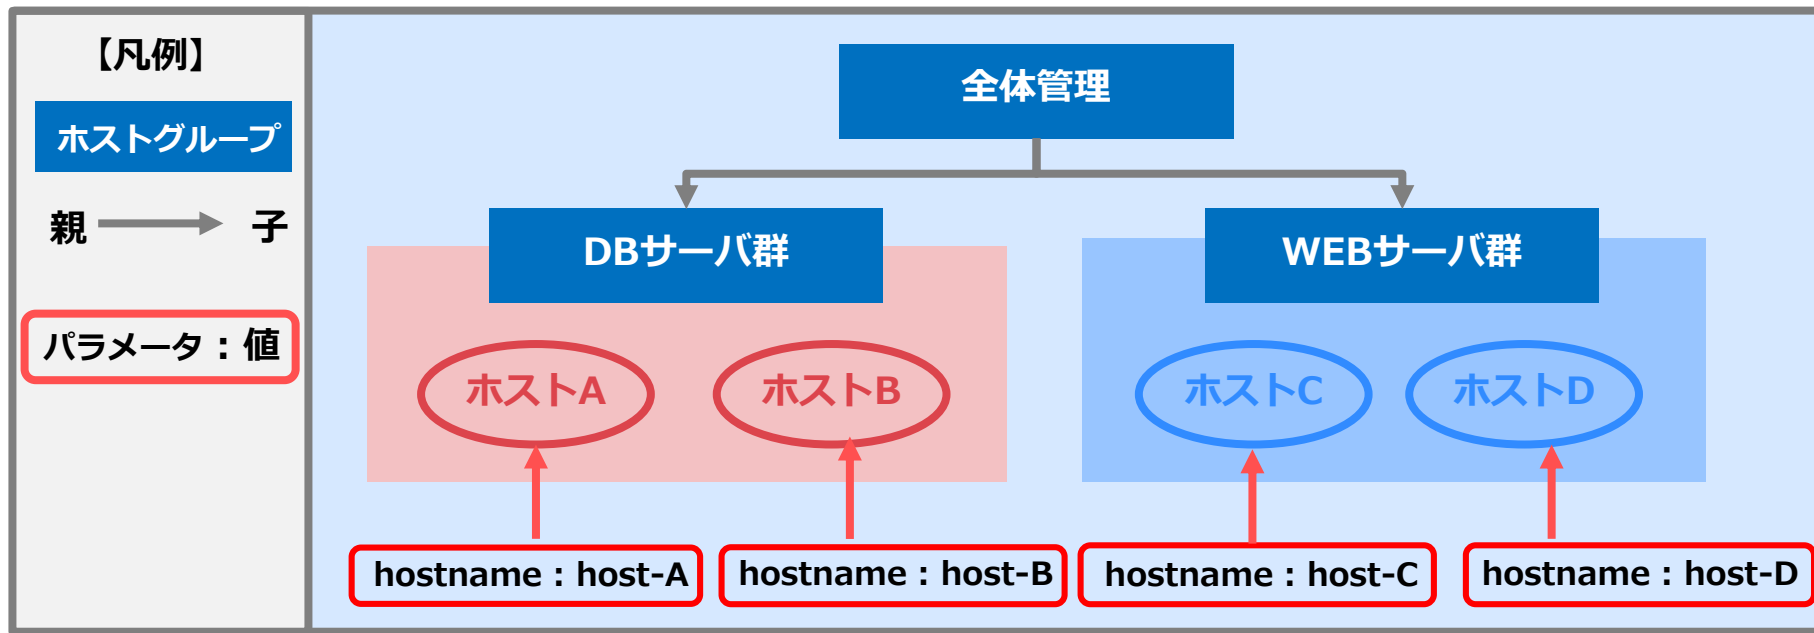 【凡例】
ホストグループ
親 子
パラメータ：値
全体管理
DBサーバ群
WEBサーバ群
ホストA
ホストB
ホストC
ホストD
hostname : host-A
hostname : host-B
hostname : host-C
hostname : host-D